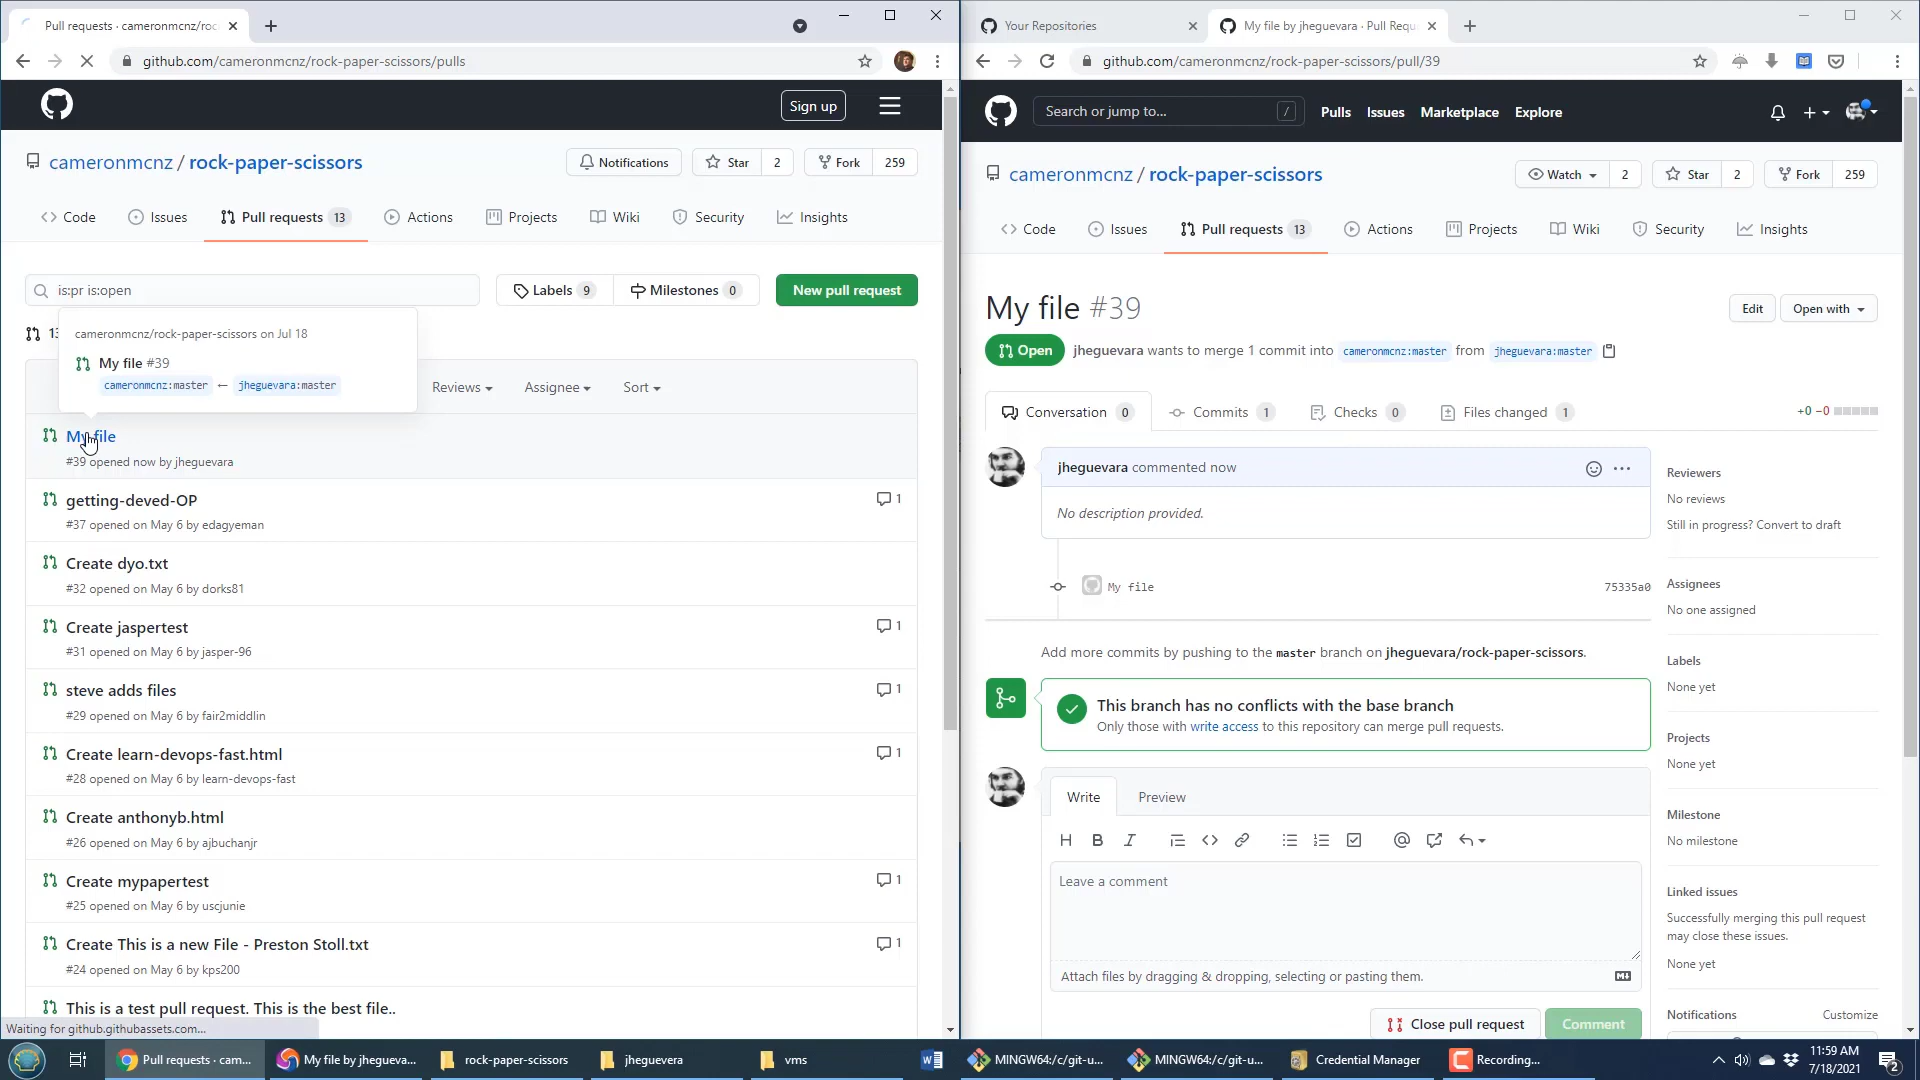 Pull requests · cameronmcnz/roc
github.com/cameronmcnz/rock-paper-scissors/pulls
Sign up
cameronmcnz / rock-paper-scissors
Notifications
Star 2
Fork 259
Code
Issues
Pull requests 13
Actions
Projects
Wiki
Security
Insights
is:pr is:open
Labels 9
Milestones 0
New pull request
13
cameronmcnz/rock-paper-scissors on Jul 18
My file #39
cameronmcnz:master ← jheguevara:master
Reviews
Assignee
Sort
My file
#39 opened now by jheguevara
getting-deved-OP
1
#37 opened on May 6 by edagyeman
Create dyo.txt
#32 opened on May 6 by dorks81
Create jaspertest
1
#31 opened on May 6 by jasper-96
steve adds files
1
#29 opened on May 6 by fair2middlin
Create learn-devops-fast.html
1
#28 opened on May 6 by learn-devops-fast
Create anthonyb.html
#26 opened on May 6 by ajbuchanjr
Create mypapertest
1
#25 opened on May 6 by uscjunie
Create This is a new File - Preston Stoll.txt
1
#24 opened on May 6 by kps200
This is a test pull request. This is the best file..
Waiting for github.githubassets.com...
Your Repositories
My file by jheguevara · Pull Requ
github.com/cameronmcnz/rock-paper-scissors/pull/39
Search or jump to... /
Pulls
Issues
Marketplace
Explore
cameronmcnz / rock-paper-scissors
Watch 2
Star 2
Fork 259
Code
Issues
Pull requests 13
Actions
Projects
Wiki
Security
Insights
My file #39
Edit
Open with
Open
jheguevara wants to merge 1 commit into cameronmcnz:master from jheguevara:master
Conversation 0
Commits 1
Checks 0
Files changed 1
+0 −0
jheguevara commented now
No description provided.
My file
75335a0
Add more commits by pushing to the master branch on jheguevara/rock-paper-scissors.
This branch has no conflicts with the base branch
Only those with write access to this repository can merge pull requests.
Write
Preview
H B I
Leave a comment
Attach files by dragging & dropping, selecting or pasting them.
Close pull request
Comment
Reviewers
No reviews
Still in progress? Convert to draft
Assignees
No one assigned
Labels
None yet
Projects
None yet
Milestone
No milestone
Linked issues
Successfully merging this pull request
may close these issues.
None yet
Notifications
Customize
Pull requests · cam...
My file by jhegueva...
rock-paper-scissors
jheguevera
vms
MINGW64:/c/git-u...
MINGW64:/c/git-u...
Credential Manager
Recording...
11:59 AM
7/18/2021
2